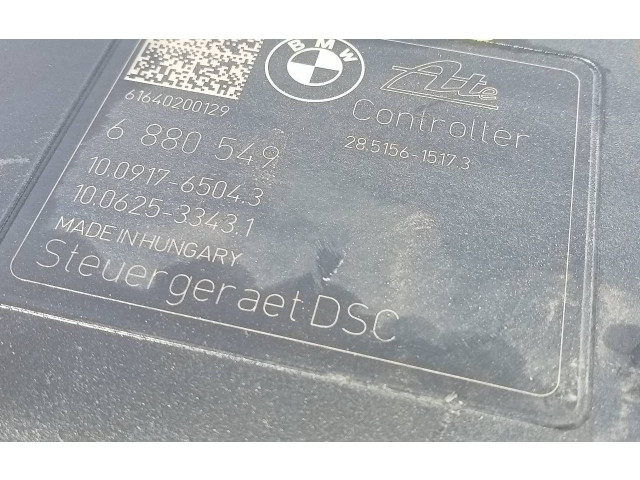 BMW
Ate
61640200129
Controller
6 880 549
28.5156-1517.3
10.0917-6504.3
10.0625-3343.1
MADE IN HUNGARY
Steuergeraet DSC